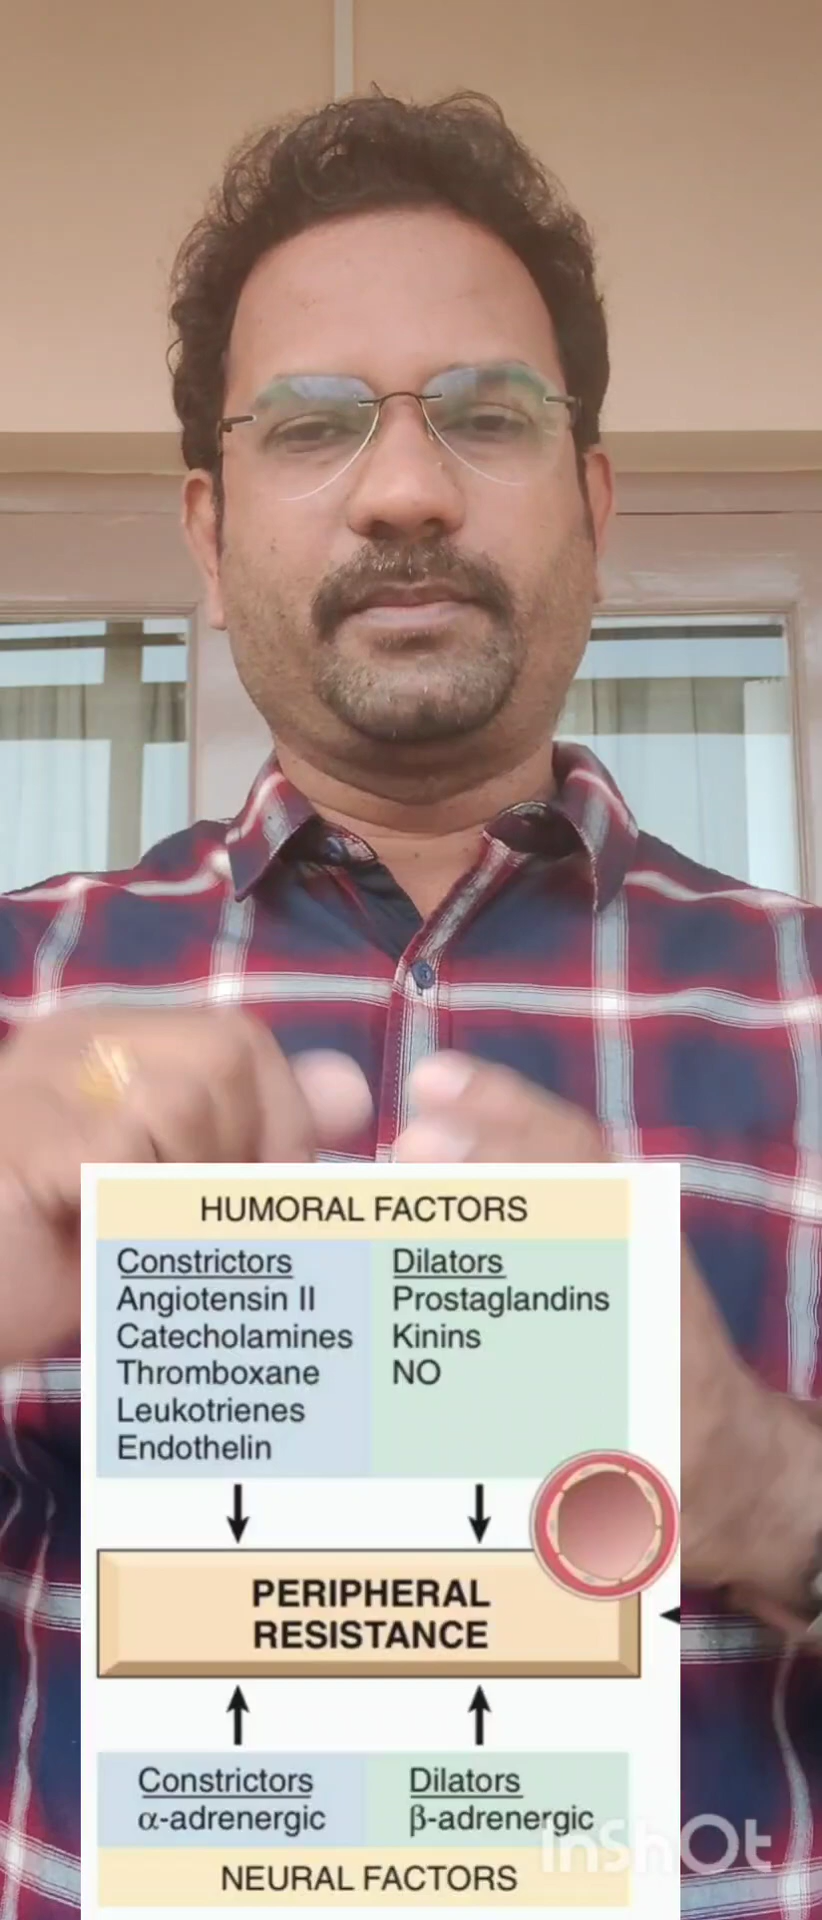 HUMORAL FACTORS
Constrictors
Angiotensin II
Catecholamines
Thromboxane
Leukotrienes
Endothelin
Dilators
Prostaglandins
Kinins
NO
PERIPHERAL
RESISTANCE
Constrictors
α-adrenergic
Dilators
β-adrenergic
NEURAL FACTORS
InShOt